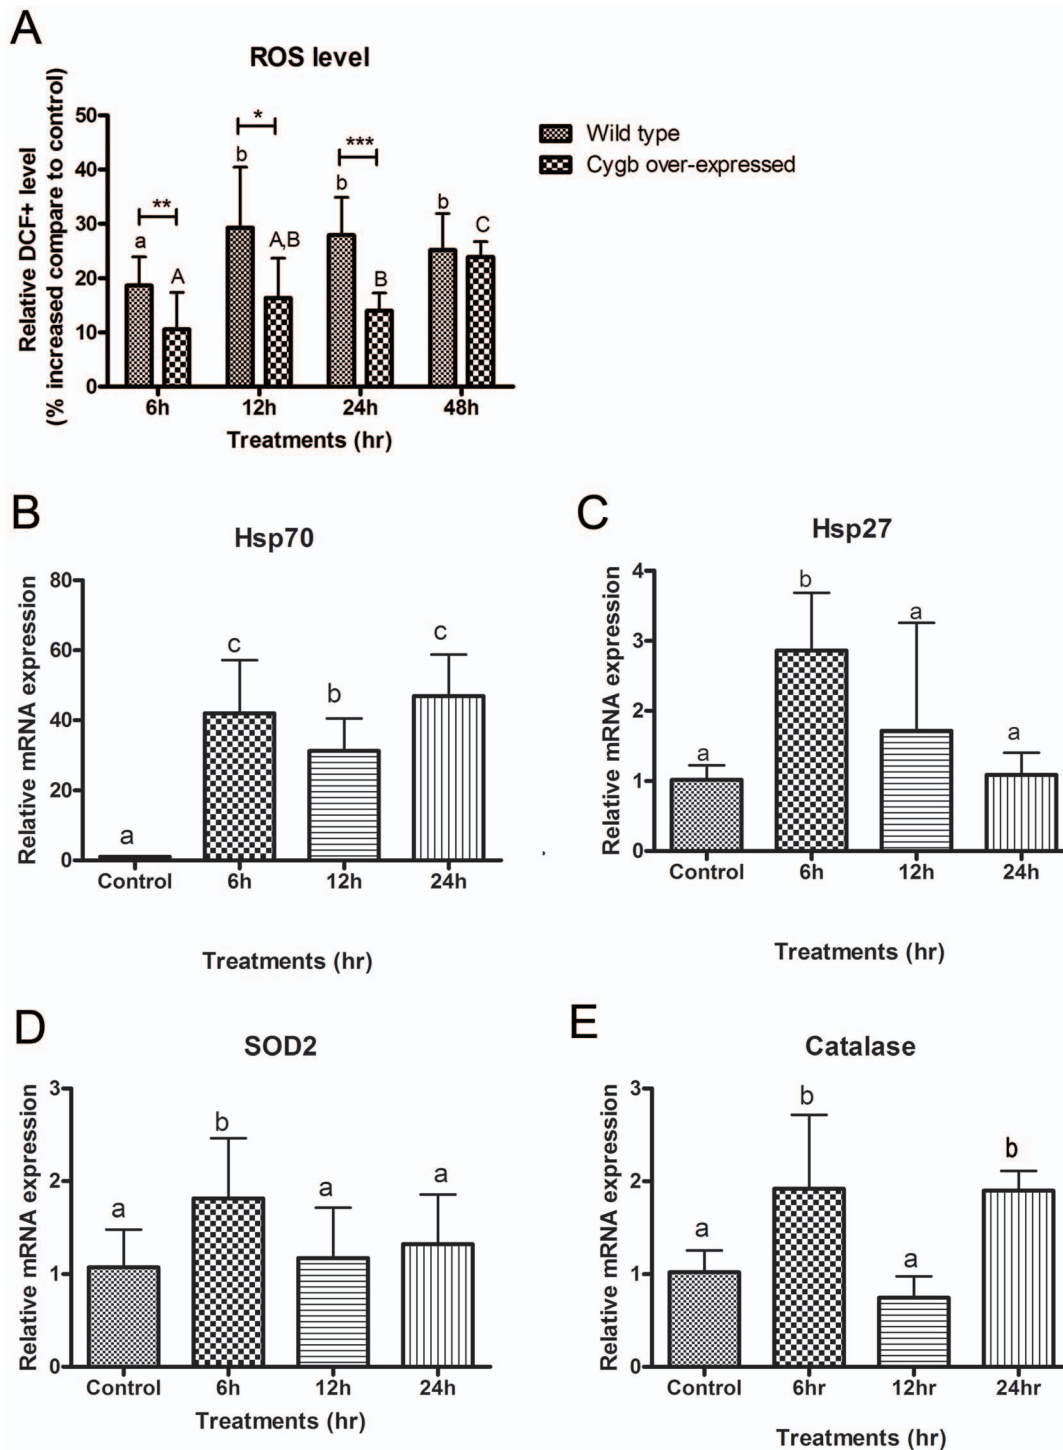 A
ROS level
Relative DCF+ level
(% increased compare to control)
50
40
30
20
10
0
**
*
***
a
A
b
A,B
b
B
b
C
6h
12h
24h
48h
Treatments (hr)
Wild type
Cygb over-expressed
B
Hsp70
Relative mRNA expression
80
60
40
20
0
a
c
b
c
Control
6h
12h
24h
Treatments (hr)
C
Hsp27
Relative mRNA expression
4
3
2
1
0
a
b
a
a
Control
6h
12h
24h
Treatments (hr)
D
SOD2
Relative mRNA expression
3
2
1
0
a
b
a
a
Control
6h
12h
24h
Treatments (hr)
E
Catalase
Relative mRNA expression
3
2
1
0
a
b
a
b
Control
6hr
12hr
24hr
Treatments (hr)